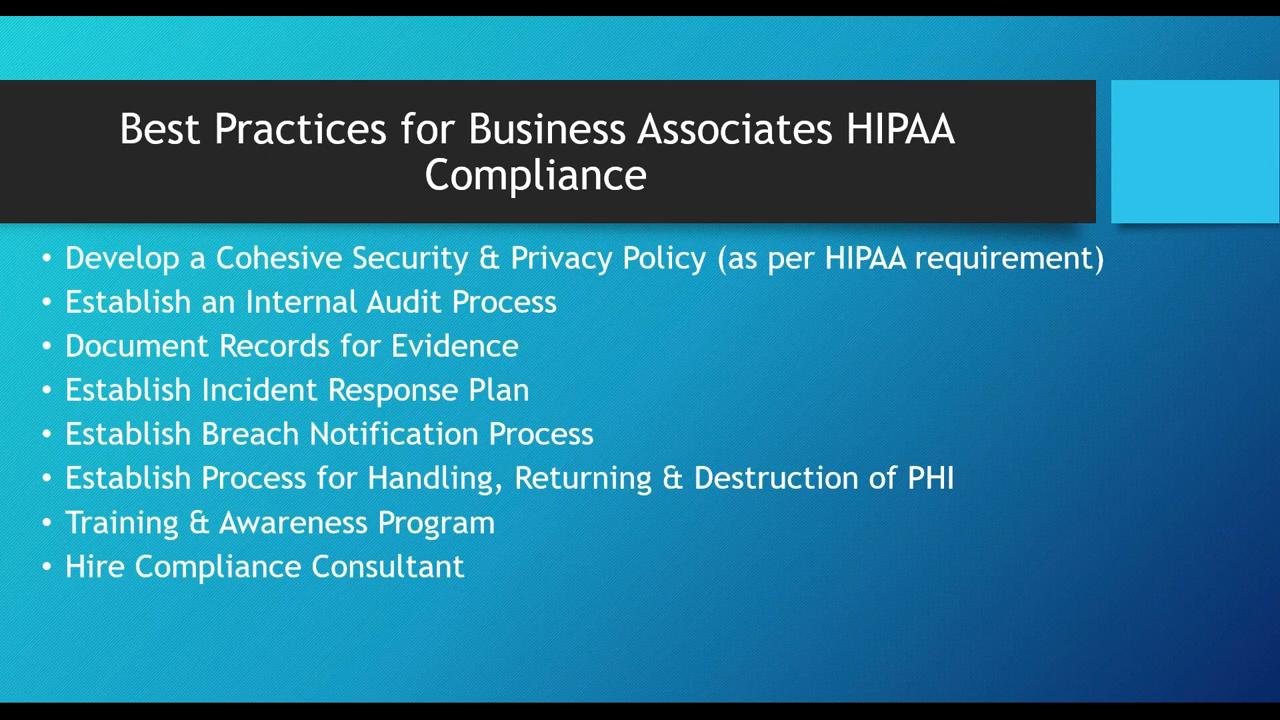 Best Practices for Business Associates HIPAA
Compliance
• Develop a Cohesive Security & Privacy Policy (as per HIPAA requirement)
• Establish an Internal Audit Process
• Document Records for Evidence
• Establish Incident Response Plan
• Establish Breach Notification Process
• Establish Process for Handling, Returning & Destruction of PHI
• Training & Awareness Program
• Hire Compliance Consultant